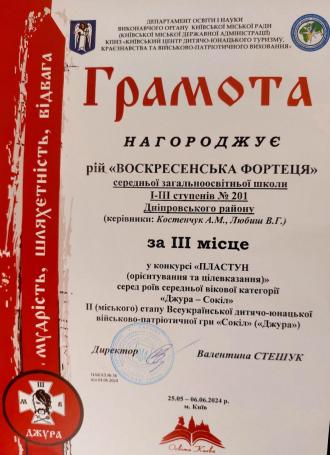 ДЕПАРТАМЕНТ ОСВІТИ І НАУКИ
ВИКОНАВЧОГО ОРГАНУ КИЇВСЬКОЇ МІСЬКОЇ РАДИ
(КИЇВСЬКОЇ МІСЬКОЇ ДЕРЖАВНОЇ АДМІНІСТРАЦІЇ)
КПНЗ «КИЇВСЬКИЙ ЦЕНТР ДИТЯЧО-ЮНАЦЬКОГО ТУРИЗМУ,
КРАЄЗНАВСТВА ТА ВІЙСЬКОВО-ПАТРІОТИЧНОГО ВИХОВАННЯ»
Грамота
НАГОРОДЖУЄ
рій «ВОСКРЕСЕНСЬКА ФОРТЕЦЯ»
середньої загальноосвітньої школи
І-ІІІ ступенів № 201
Дніпровського району
(керівники: Костенчук А.М., Любиш В.Г.)
за ІІІ місце
у конкурсі «ПЛАСТУН
(орієнтування та цілевказання)»
серед роїв середньої вікової категорії
«Джура – Сокіл»
ІІ (міського) етапу Всеукраїнської дитячо-юнацької
військово-патріотичної гри «Сокіл» («Джура»)
Директор
Валентина СТЕШУК
25.05 – 06.06.2024 р.
м. Київ
Освіта Києва
мудрість, шляхетність, відвага
Ш
М
В
ДЖУРА